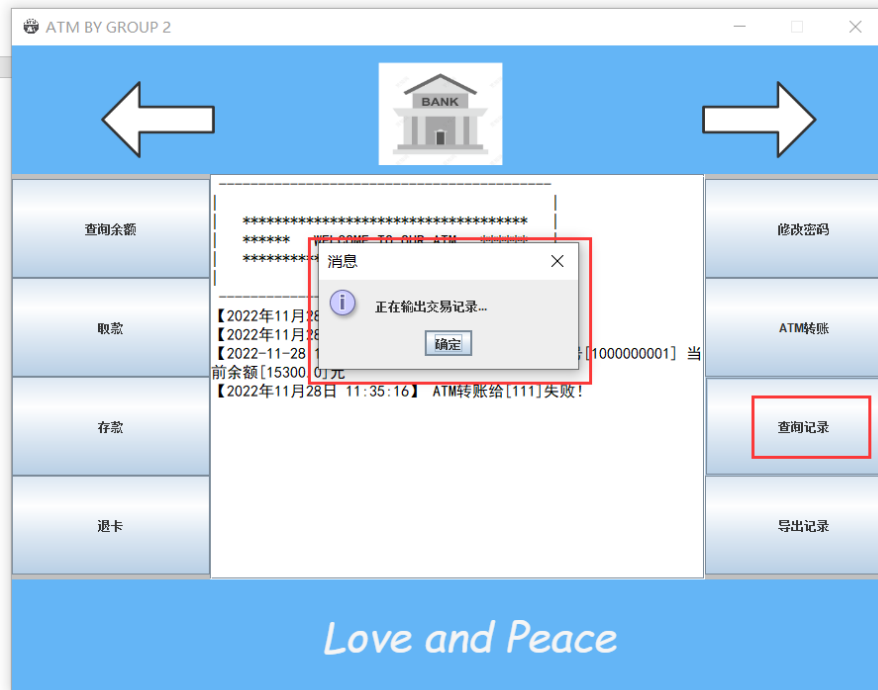 ATM BY GROUP 2
BANK
查询余额
取款
存款
退卡
***********************************
****** WELCOME TO OUR ATM ******
【2022年11月28
【2022年11月28
【2022-11-28 [1000000001] 当
前余额[15300.0]元
【2022年11月28日 11:35:16】 ATM转账给[111]失败!
消息
正在输出交易记录...
确定
修改密码
ATM转账
查询记录
导出记录
Love and Peace